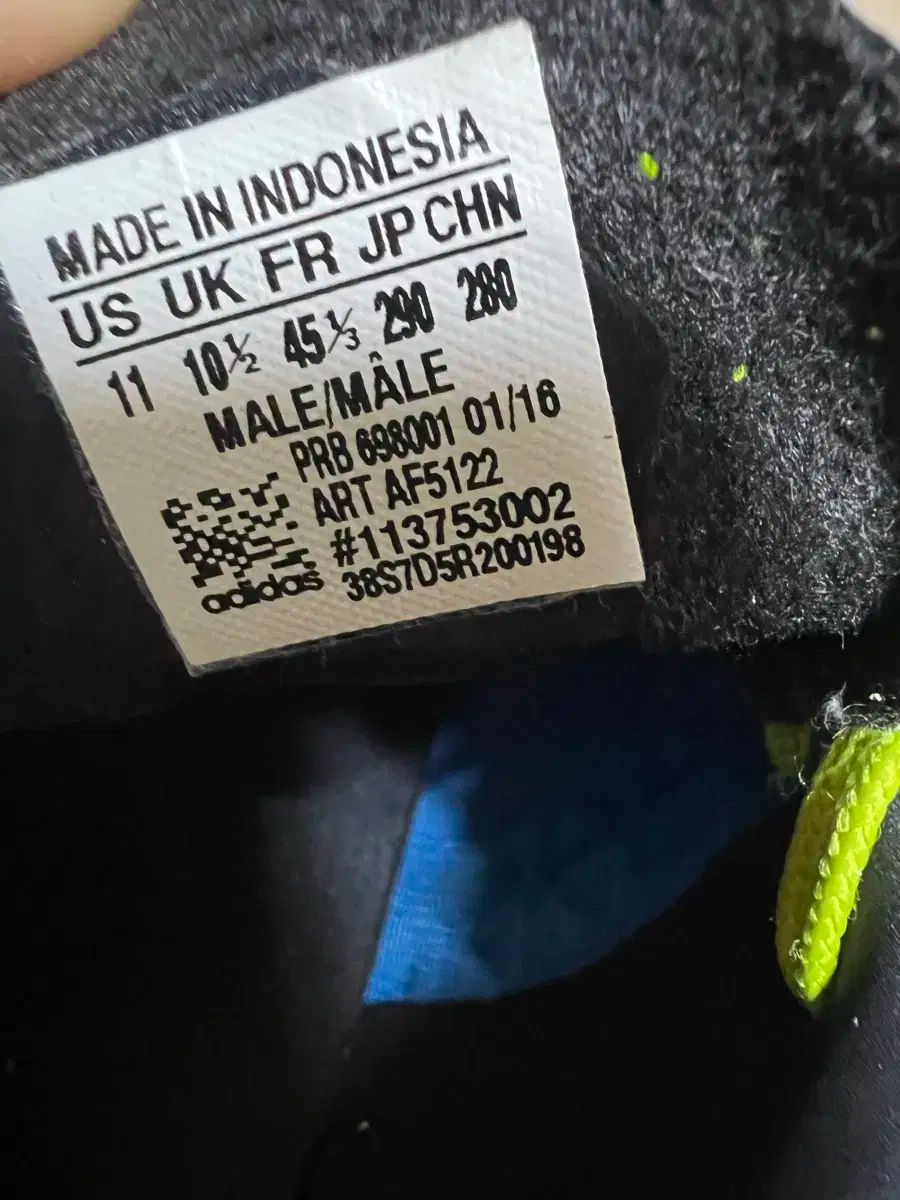 MADE IN INDONESIA
US UK FR JP CHN
11 10½ 45⅓ 290 280
MALE/MÂLE
PRB 698001 01/16
ART AF5122
#113753002
adidas 38S7D5R200198